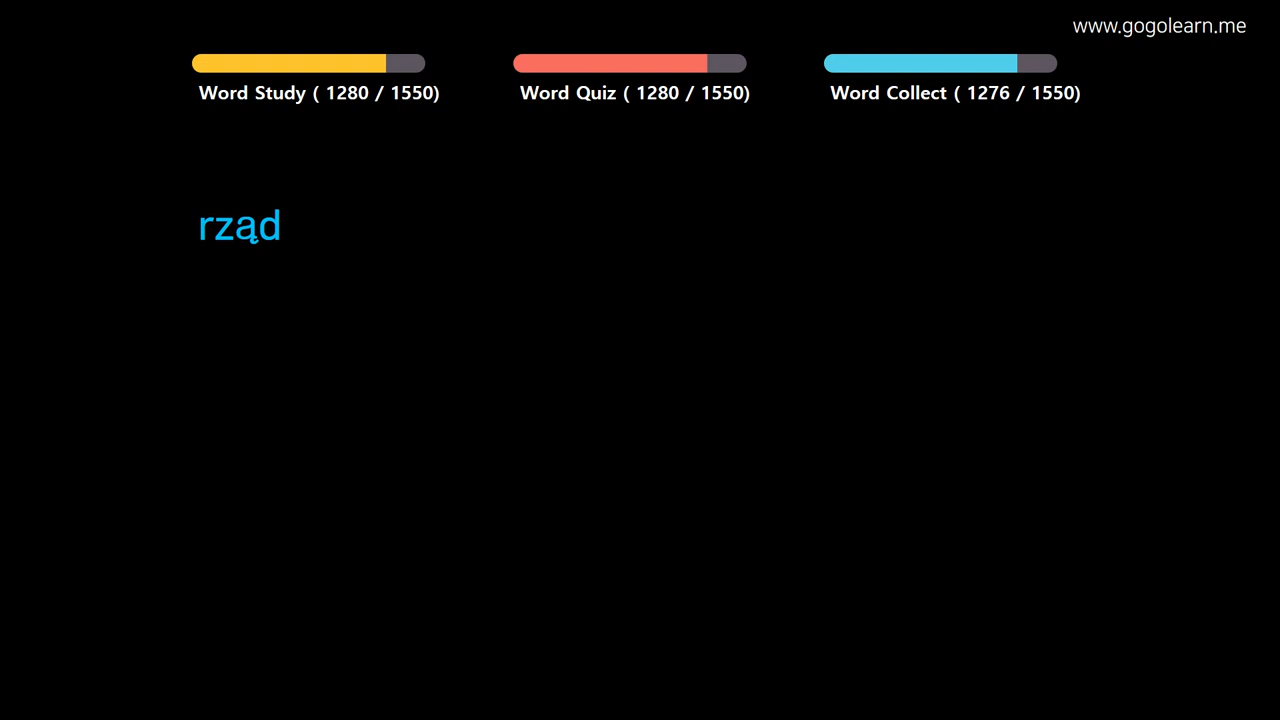 www.gogolearn.me
Word Study ( 1280 / 1550)
Word Quiz ( 1280 / 1550)
Word Collect ( 1276 / 1550)
rząd